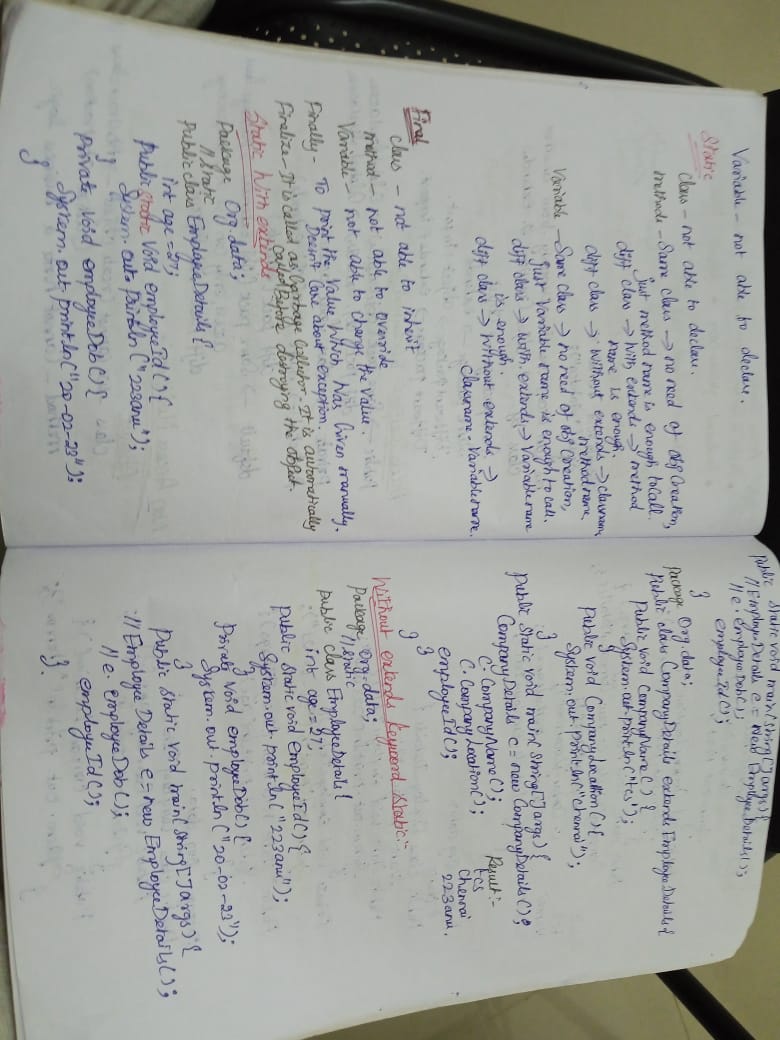 Variable - not able to declare.
Static
class - not able to declare.
methods - Same class → no need of obj Creation,
just method name is enough to call.
diff class → With extends → method
name is enough.
diff class → Without extends → classname.
method name
Variable - Same class → no need of obj Creation,
just Variable name is enough to call.
diff class → With extends → Variable name
is enough.
diff class → Without extends →
Classname. Variable name.
Final
class - not able to inherit
method - not able to override
Variable - not able to change the Value.
Finally - To print the Value Which Was Given manually.
Doesn't Care about exception.
Finalize - It is called as Garbage Collector. It is automatically
called Before destroying the object.
Static With extends
Package Org.data;
// Static
Public class EmployeeDetails {
int age = 27;
Public static Void employeeId() {
System.out.println ("223anu");
}
Private Void employeeDob() {
System.out.println("20-02-23");
}
Public Static void main(String[] args) {
// EmployeeDetails e = New EmployeeDetails();
// e. employeeDob();
employeeId();
}
Package Org.data;
Public class CompanyDetails extends EmployeeDetails {
Public void CompanyName() {
System.out.println("tcs");
}
Public void CompanyLocation() {
System.out.println("Chennai");
}
Public Static void main(String[] args) {
CompanyDetails c = new CompanyDetails();
C. CompanyName();
C. CompanyLocation();
employeeId();
}
}
Result:-
tcs
Chennai
223anu.
Without extends Keyword Static:-
Package Org.data;
// Static
Public class EmployeeDetails {
int age = 27;
Public Static void EmployeeId() {
System.out.println("223anu");
}
Private Void employeeDob() {
System.out.println("20-02-23");
}
Public Static Void main(String[] args) {
// Employee Details e = new EmployeeDetails();
// e. employeeDob();
employeeId();
}